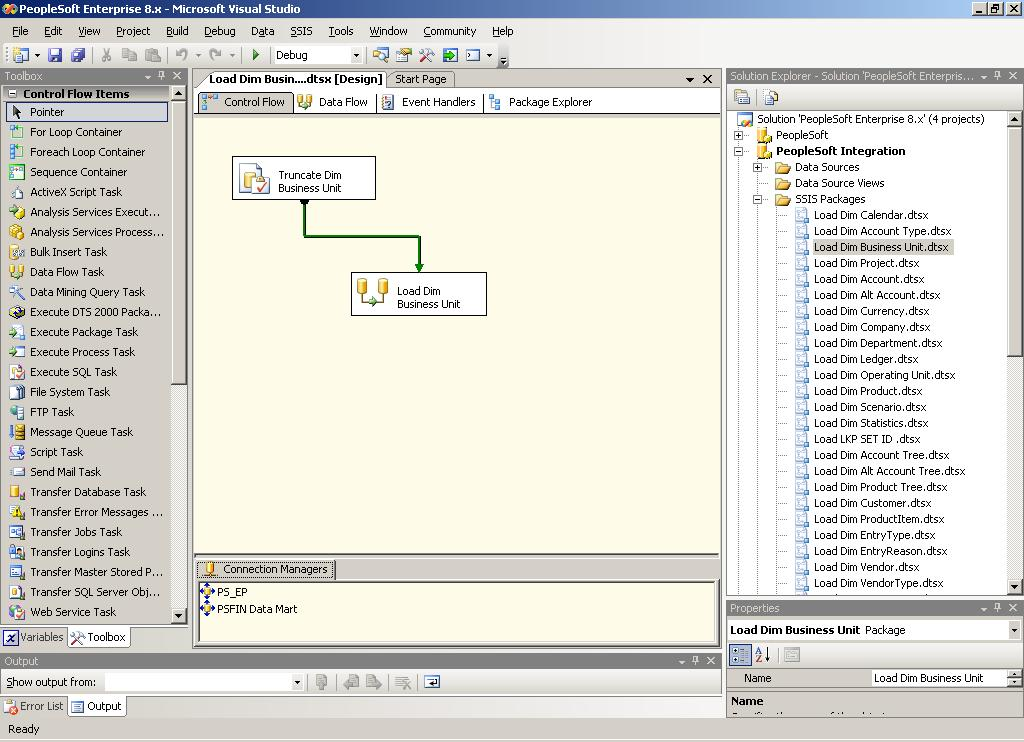 PeopleSoft Enterprise 8.x - Microsoft Visual Studio
File Edit View Project Build Debug Data SSIS Tools Window Community Help
Debug
Toolbox
Control Flow Items
Pointer
For Loop Container
Foreach Loop Container
Sequence Container
ActiveX Script Task
Analysis Services Execut...
Analysis Services Process...
Bulk Insert Task
Data Flow Task
Data Mining Query Task
Execute DTS 2000 Packa...
Execute Package Task
Execute Process Task
Execute SQL Task
File System Task
FTP Task
Message Queue Task
Script Task
Send Mail Task
Transfer Database Task
Transfer Error Messages ...
Transfer Jobs Task
Transfer Logins Task
Transfer Master Stored P...
Transfer SQL Server Obj...
Web Service Task
Variables Toolbox
Load Dim Busin....dtsx [Design] Start Page
Control Flow Data Flow Event Handlers Package Explorer
Truncate Dim
Business Unit
Load Dim
Business Unit
Connection Managers
PS_EP
PSFIN Data Mart
Solution Explorer - Solution 'PeopleSoft Enterpris...
Solution 'PeopleSoft Enterprise 8.x' (4 projects)
PeopleSoft
PeopleSoft Integration
Data Sources
Data Source Views
SSIS Packages
Load Dim Calendar.dtsx
Load Dim Account Type.dtsx
Load Dim Business Unit.dtsx
Load Dim Project.dtsx
Load Dim Account.dtsx
Load Dim Alt Account.dtsx
Load Dim Currency.dtsx
Load Dim Company.dtsx
Load Dim Department.dtsx
Load Dim Ledger.dtsx
Load Dim Operating Unit.dtsx
Load Dim Product.dtsx
Load Dim Scenario.dtsx
Load Dim Statistics.dtsx
Load LKP SET ID .dtsx
Load Dim Account Tree.dtsx
Load Dim Alt Account Tree.dtsx
Load Dim Product Tree.dtsx
Load Dim Customer.dtsx
Load Dim ProductItem.dtsx
Load Dim EntryType.dtsx
Load Dim EntryReason.dtsx
Load Dim Vendor.dtsx
Load Dim VendorType.dtsx
Properties
Load Dim Business Unit Package
Name Load Dim Business Unit
Name
Output
Show output from:
Error List Output
Ready